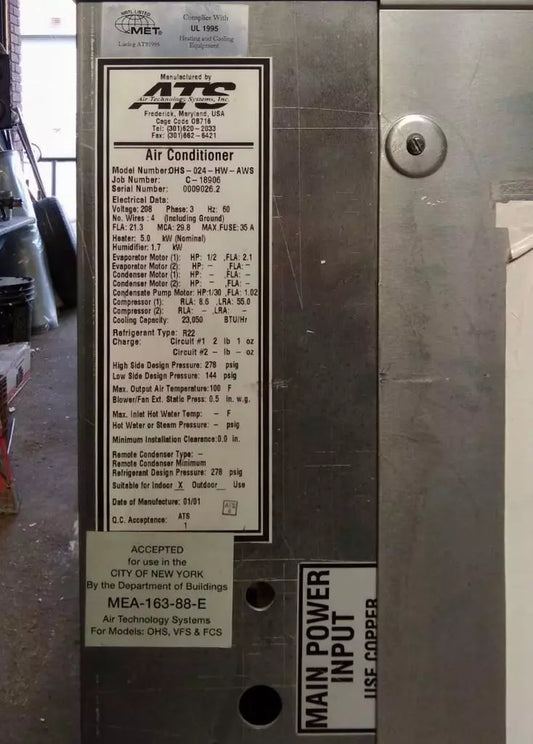 NRTL LISTED
MET
Listing AT51995
Complies With
UL 1995
Heating and Cooling
Equipment
Manufactured by
ATS
Air Technology Systems, Inc.
Frederick, Maryland, USA
Cage Code 08716
Tel: (301)620-2033
Fax: (301)662-6421
Air Conditioner
Model Number:OHS-024-HW-AWS
Job Number: C-18906
Serial Number: 0009026.2
Electrical Data:
Voltage: 208 Phase: 3 Hz: 60
No. Wires : 4 (Including Ground)
FLA: 21.3 MCA: 29.8 MAX.FUSE: 35 A
Heater: 5.0 kW (Nominal)
Humidifier: 1.7 kW
Evaporator Motor (1): HP: 1/2 ,FLA: 2.1
Evaporator Motor (2): HP: - ,FLA: -
Condenser Motor (1): HP: - ,FLA: -
Condenser Motor (2): HP: - ,FLA: -
Condensate Pump Motor: HP:1/30 ,FLA: 1.02
Compressor (1): RLA: 8.6 ,LRA: 55.0
Compressor (2): RLA: - ,LRA: -
Cooling Capacity: 23,050 BTU/Hr
Refrigerant Type: R22
Charge: Circuit #1 2 lb 1 oz
Circuit #2 - lb - oz
High Side Design Pressure: 278 psig
Low Side Design Pressure: 144 psig
Max. Output Air Temperature:100 F
Blower/Fan Ext. Static Press: 0.5 in. w.g.
Max. Inlet Hot Water Temp: - F
Hot Water or Steam Pressure: - psig
Minimum Installation Clearance:0.0 in.
Remote Condenser Type: -
Remote Condenser Minimum
Refrigerant Design Pressure: 278 psig
Suitable for Indoor X Outdoor__ Use
Date of Manufacture: 01/01
Q.C. Acceptance: ATS
1
ATS
ACCEPTED
for use in the
CITY OF NEW YORK
By the Department of Buildings
MEA-163-88-E
Air Technology Systems
For Models: OHS, VFS & FCS
MAIN POWER
INPUT
USE COPPER